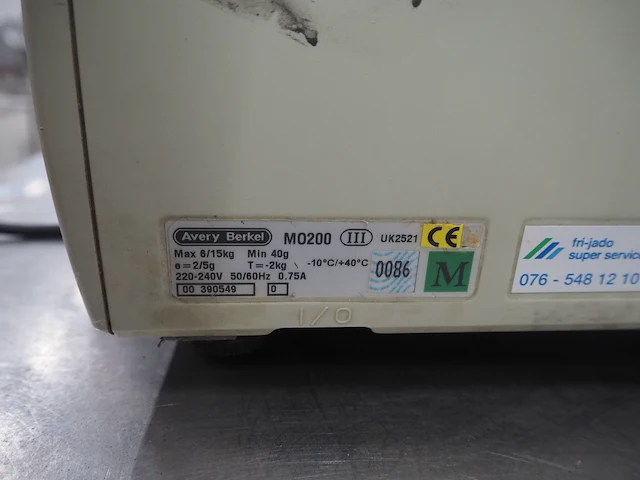 Avery Berkel M0200 III UK2521 CE
Max 6/15kg Min 40g
e=2/5g T=-2kg -10°C/+40°C 0086 M
220-240V 50/60Hz 0.75A
00 390549 0
I/O
fri-jado
super service
076 - 548 12 10